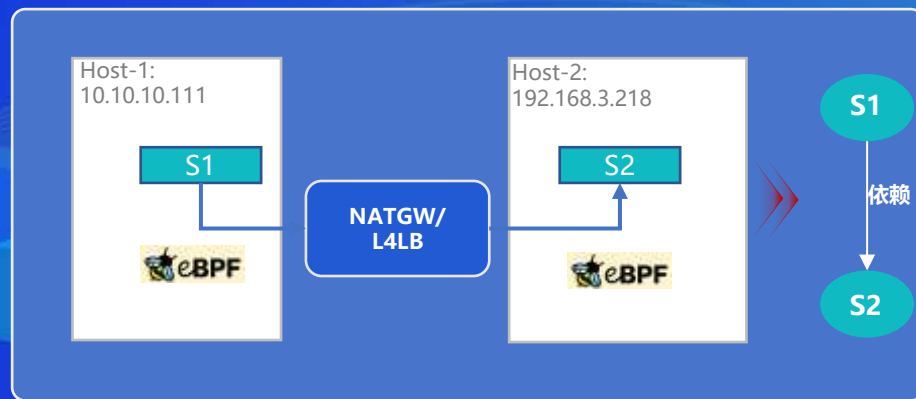 Host-1:
10.10.10.111
S1
eBPF
NATGW/
L4LB
Host-2:
192.168.3.218
S2
eBPF
S1
依赖
S2